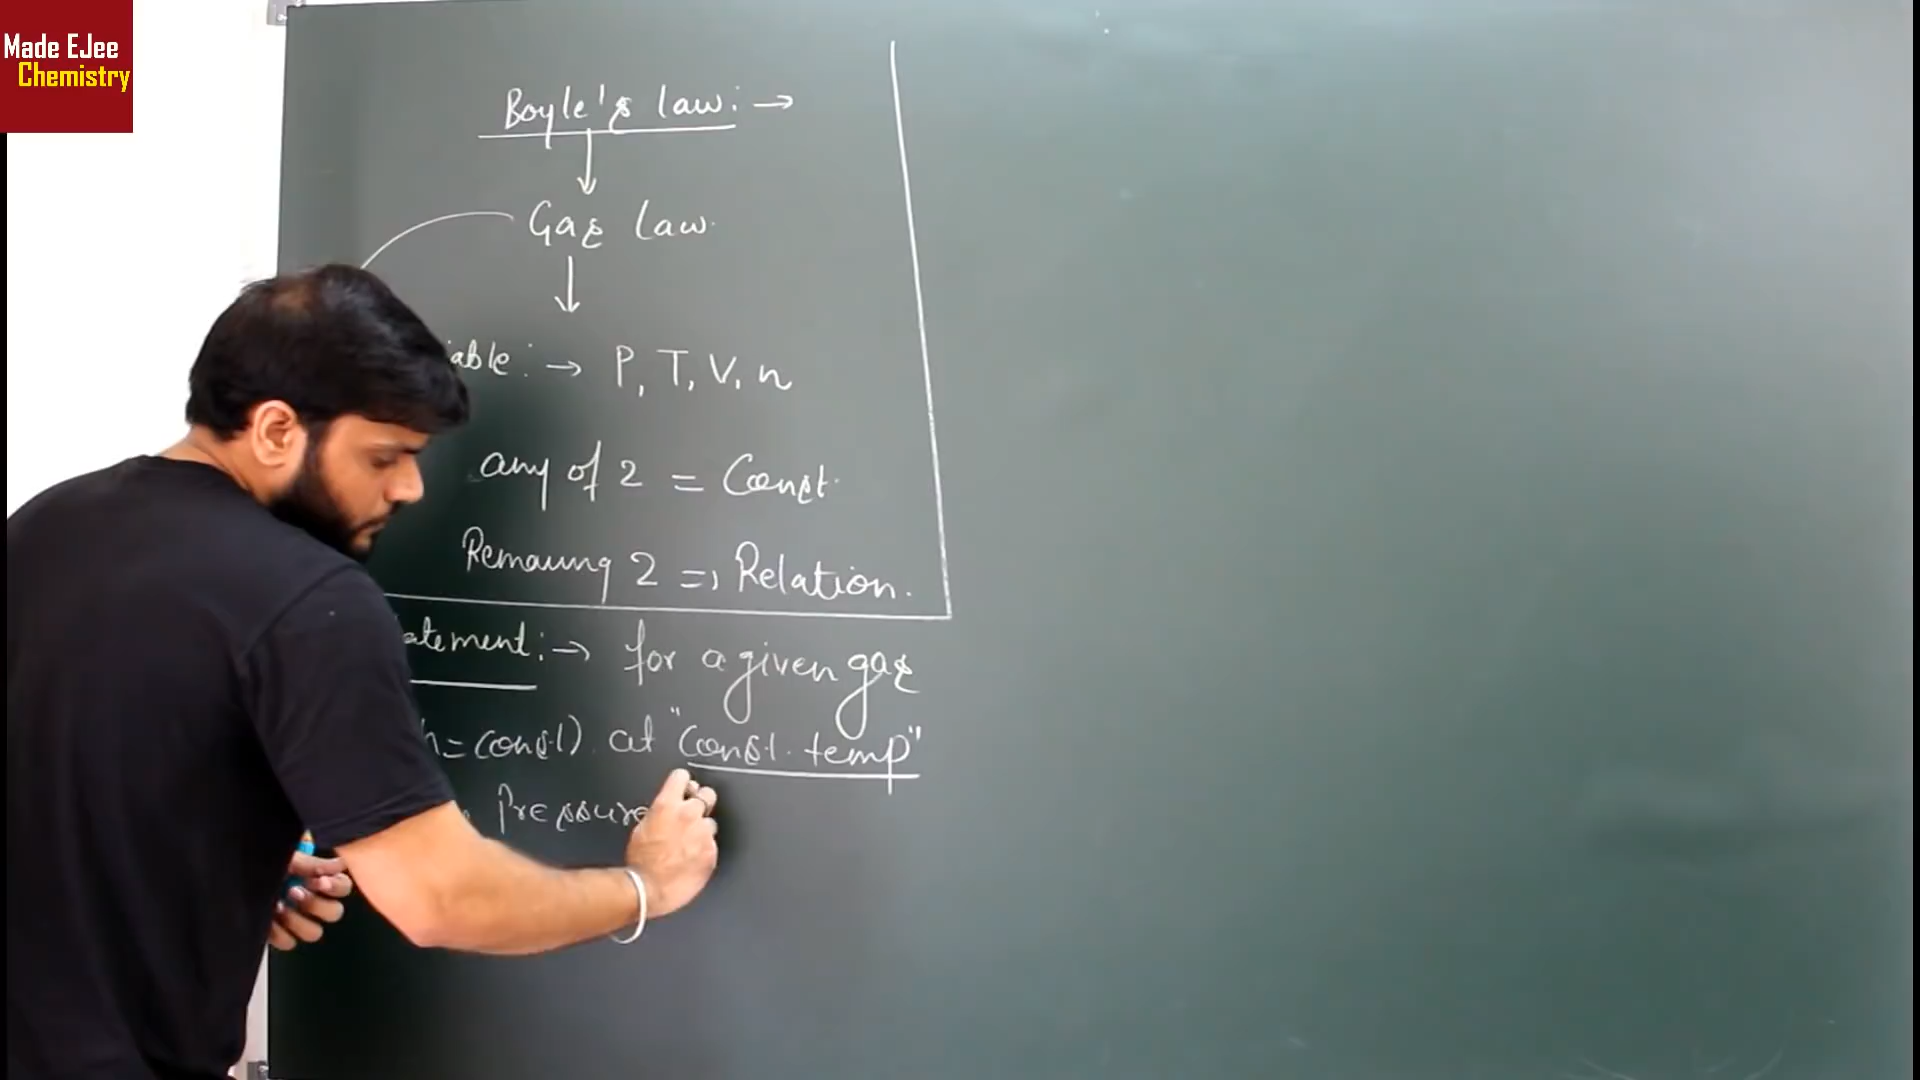 Made EJee
Chemistry
Boyle's law: →
Gas law.
able: → P, T, V, n
any of 2 = Const.
Remaining 2 => Relation.
atement: → for a given gas
n = const) at "const. temp"
Pressure